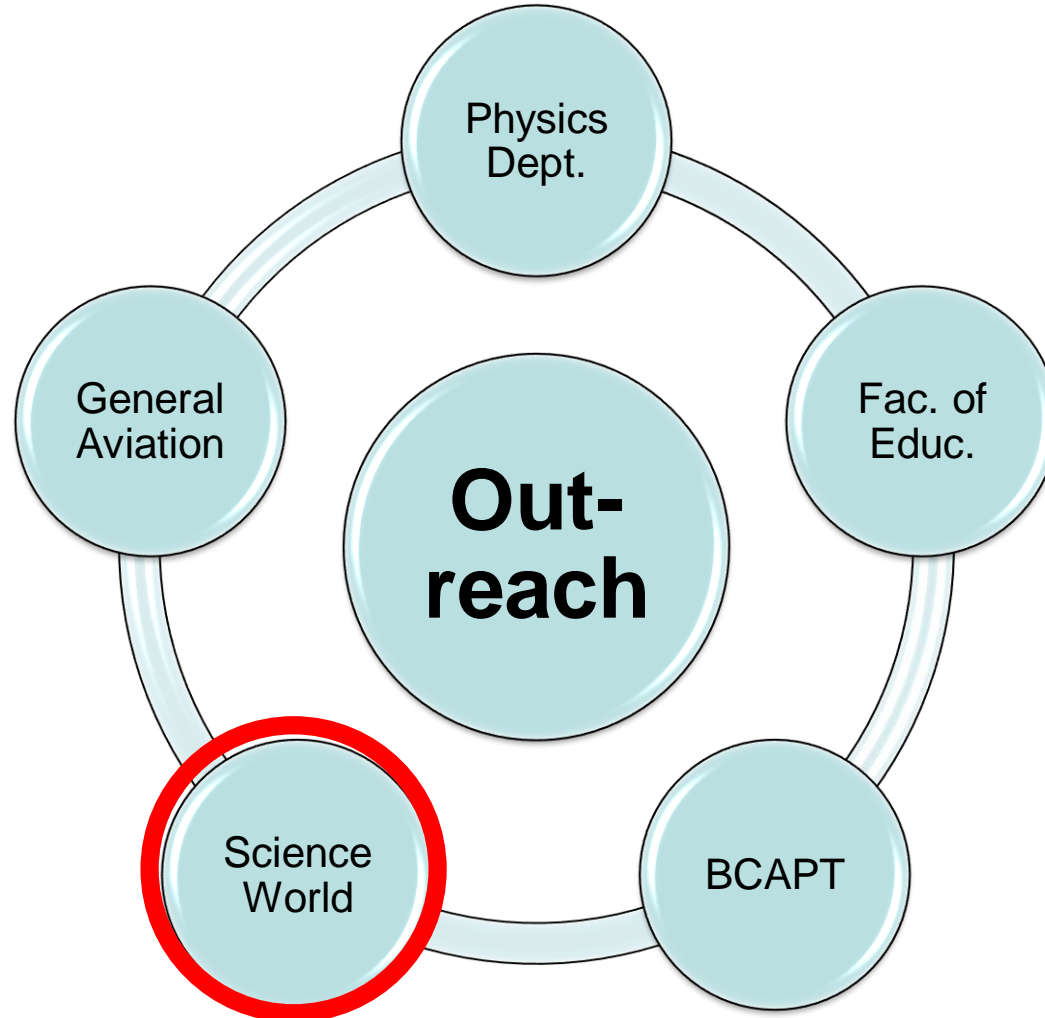 Physics
Dept.
General
Aviation
Fac. of
Educ.
Out-
reach
Science
World
BCAPT